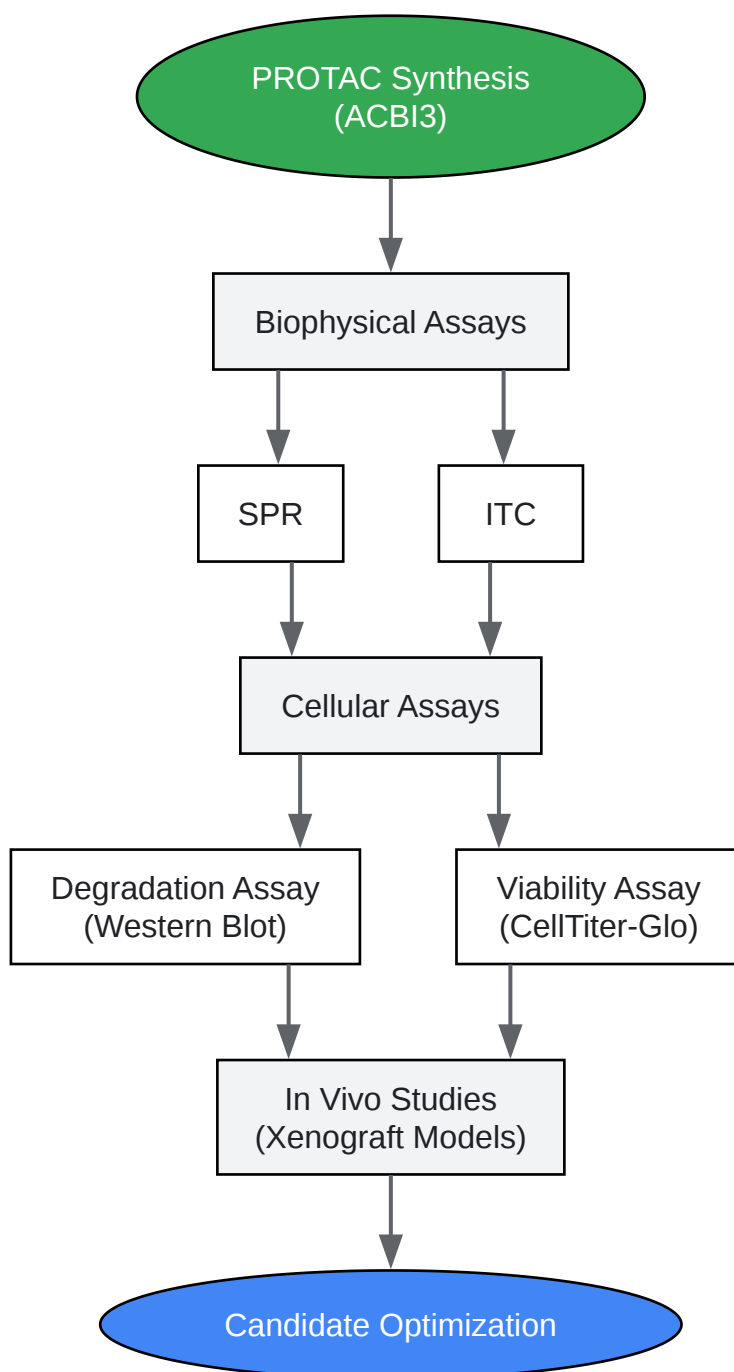 PROTAC Synthesis
(ACBI3)
Biophysical Assays
SPR
ITC
Cellular Assays
Degradation Assay
(Western Blot)
Viability Assay
(CellTiter-Glo)
In Vivo Studies
(Xenograft Models)
Candidate Optimization